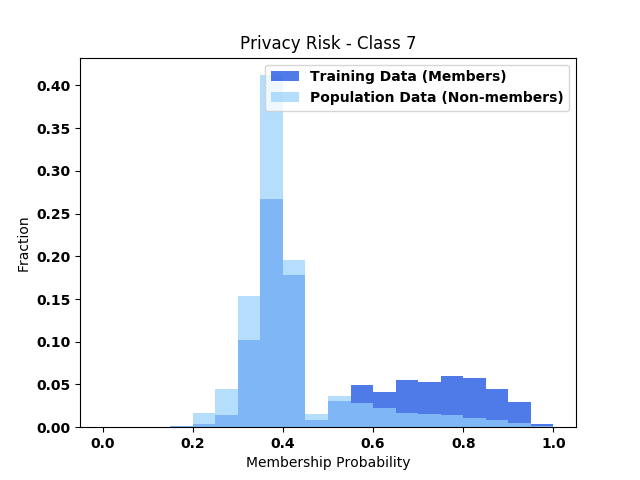 Privacy Risk - Class 7
Training Data (Members)
Population Data (Non-members)
0.40
0.35
0.30
0.25
0.20
0.15
0.10
0.05
0.00
Fraction
0.0 0.2 0.4 0.6 0.8 1.0
Membership Probability